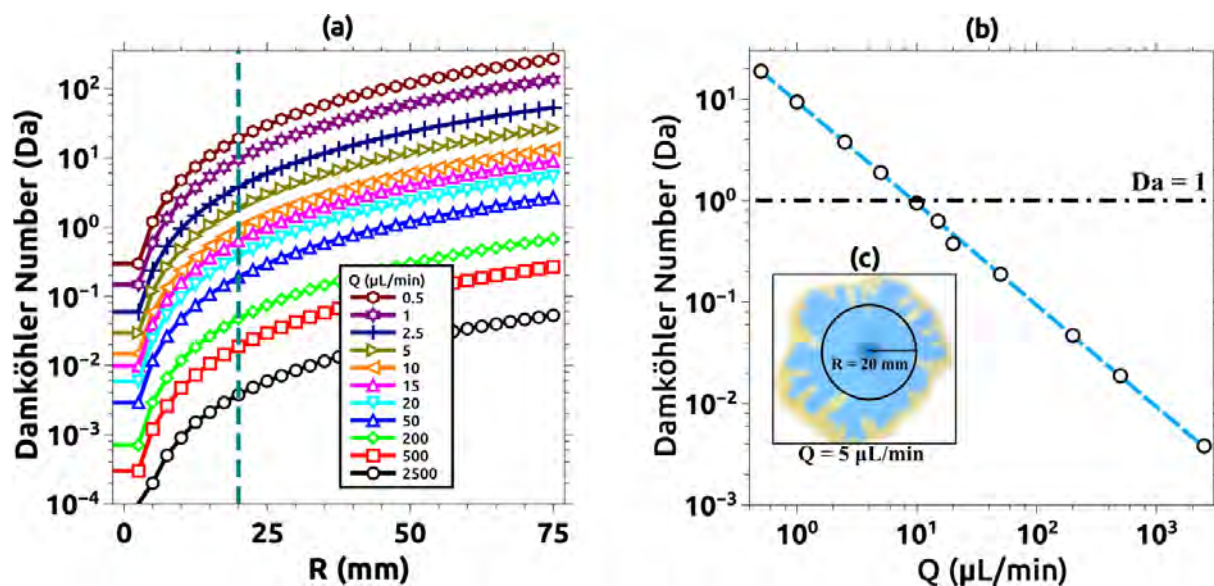 (a)
Damköhler Number (Da)
10²
10¹
10⁰
10⁻¹
10⁻²
10⁻³
10⁻⁴
0
25
50
75
R (mm)
Q (µL/min)
0.5
1
2.5
5
10
15
20
50
200
500
2500
(b)
Damköhler Number (Da)
10¹
10⁰
10⁻¹
10⁻²
10⁻³
Da = 1
(c)
R = 20 mm
Q = 5 µL/min
10⁰
10¹
10²
10³
Q (µL/min)